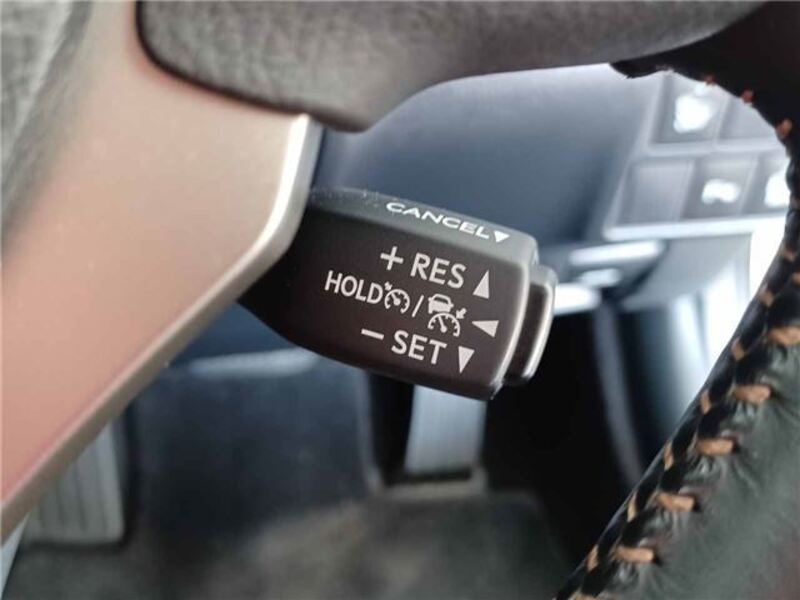 CANCEL▼
+ RES ▲
HOLD / ◀
− SET ▼